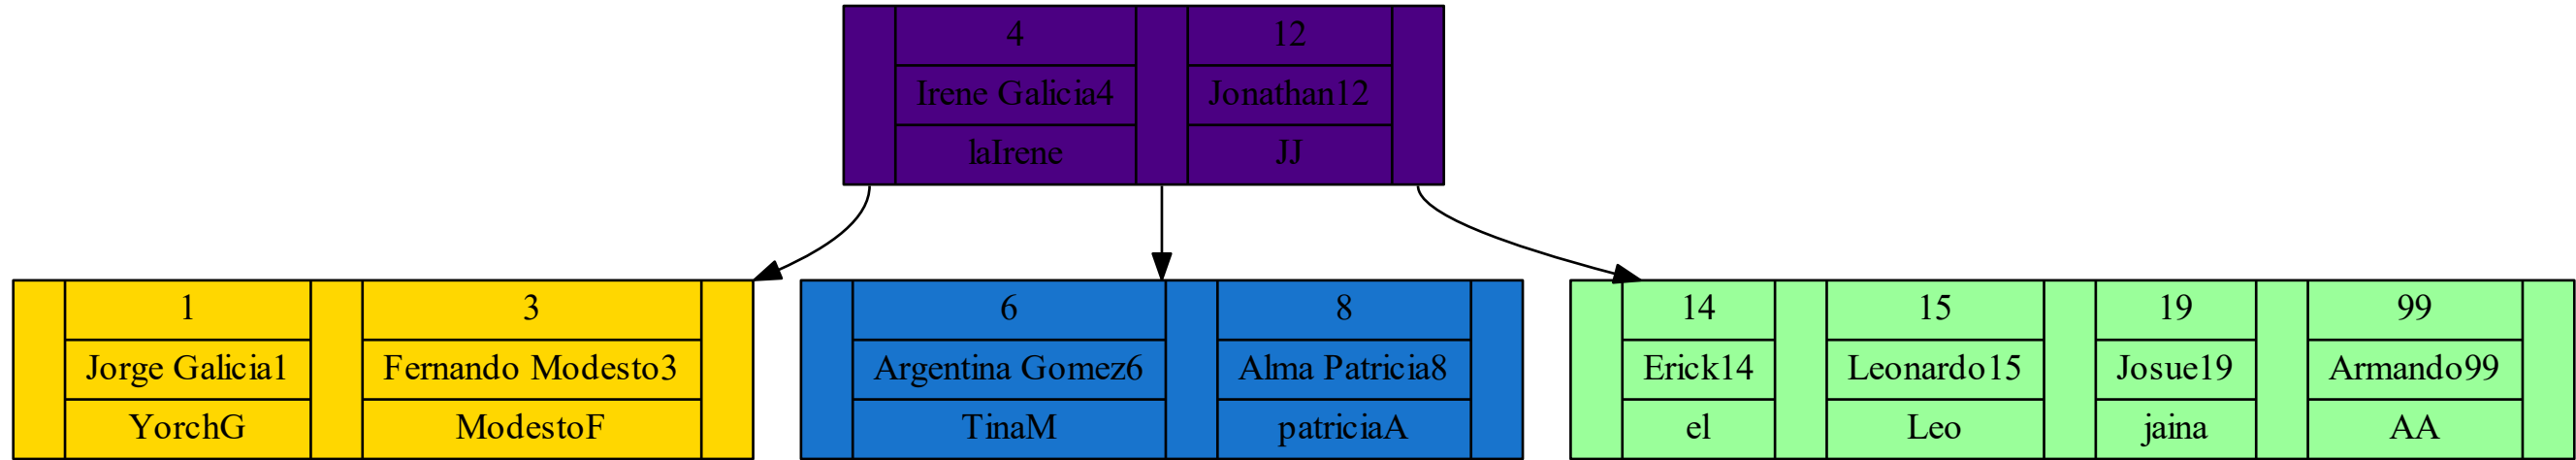 4
Irene Galicia4
laIrene
12
Jonathan12
JJ
1
Jorge Galicia1
YorchG
3
Fernando Modesto3
ModestoF
6
Argentina Gomez6
TinaM
8
Alma Patricia8
patriciaA
14
Erick14
el
15
Leonardo15
Leo
19
Josue19
jaina
99
Armando99
AA